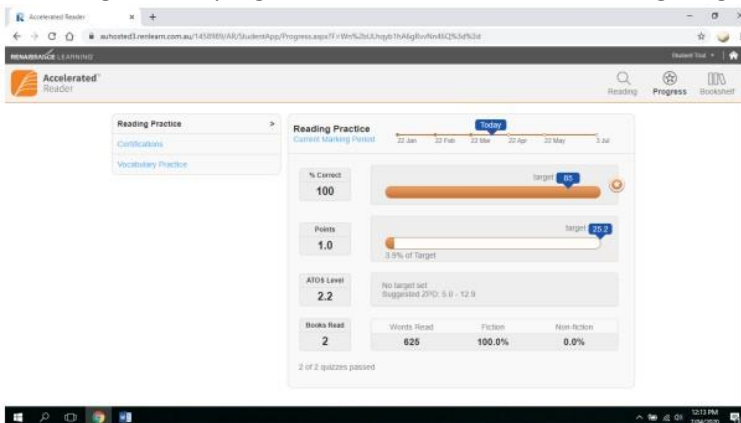 Accelerated Reader
RENAISSANCE LEARNING
Student Trial
Accelerated
Reader
Reading
Progress
Bookshelf
Reading Practice >
Certifications
Vocabulary Practice
Reading Practice
Current Marking Period
Today
22 Jan 22 Feb 22 Mar 22 Apr 22 May
% Correct
100
target 85
Points
1.0
target 25.2
3.9% of Target
ATOS Level
2.2
No target set
Suggested ZPD: 5.0 - 12.9
Books Read
2
Words Read Fiction Non-fiction
625 100.0% 0.0%
2 of 2 quizzes passed
12:13 PM